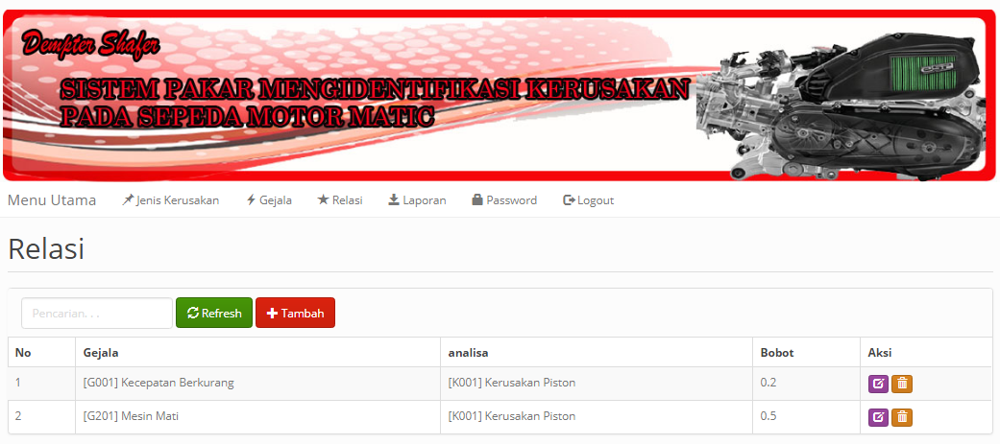 Dempter Shafer
SISTEM PAKAR MENGIDENTIFIKASI KERUSAKAN
PADA SEPEDA MOTOR MATIC
Menu Utama Jenis Kerusakan Gejala Relasi Laporan Password Logout
Relasi
Pencarian. . . Refresh Tambah
No Gejala analisa Bobot Aksi
1 [G001] Kecepatan Berkurang [K001] Kerusakan Piston 0.2
2 [G201] Mesin Mati [K001] Kerusakan Piston 0.5